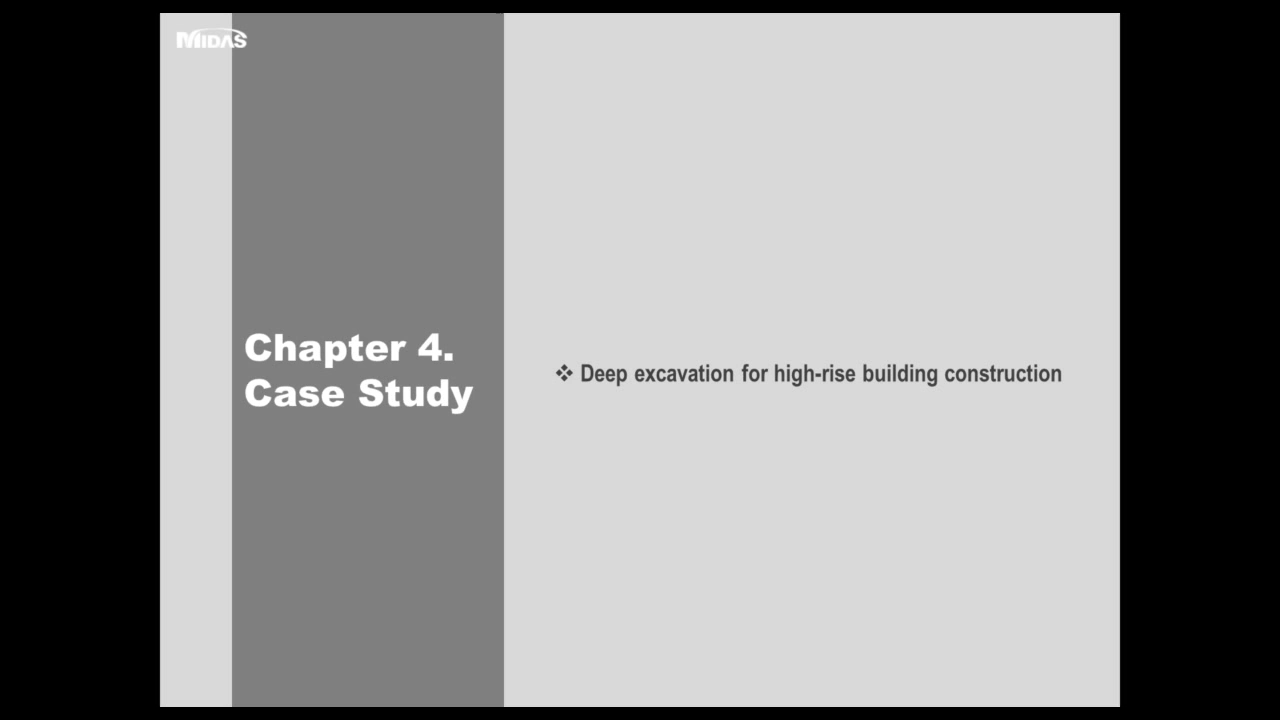 MIDAS
Chapter 4.
Case Study
❖ Deep excavation for high-rise building construction